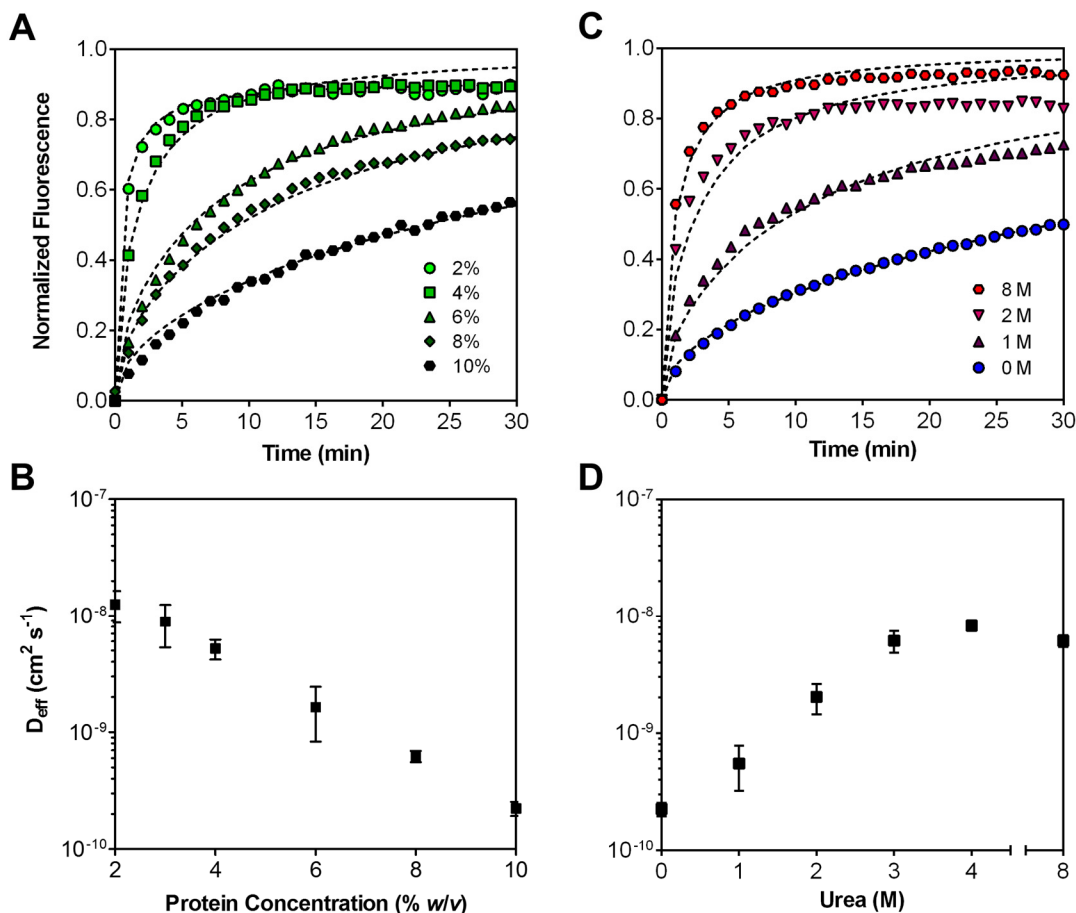 A
Normalized Fluorescence
1.0
0.8
0.6
0.4
0.2
0.0
2%
4%
6%
8%
10%
0 5 10 15 20 25 30
Time (min)
C
1.0
0.8
0.6
0.4
0.2
0.0
8 M
2 M
1 M
0 M
0 5 10 15 20 25 30
Time (min)
B
D_eff (cm² s⁻¹)
10⁻⁷
10⁻⁸
10⁻⁹
10⁻¹⁰
2 4 6 8 10
Protein Concentration (% w/v)
D
10⁻⁷
10⁻⁸
10⁻⁹
10⁻¹⁰
0 1 2 3 4 8
Urea (M)